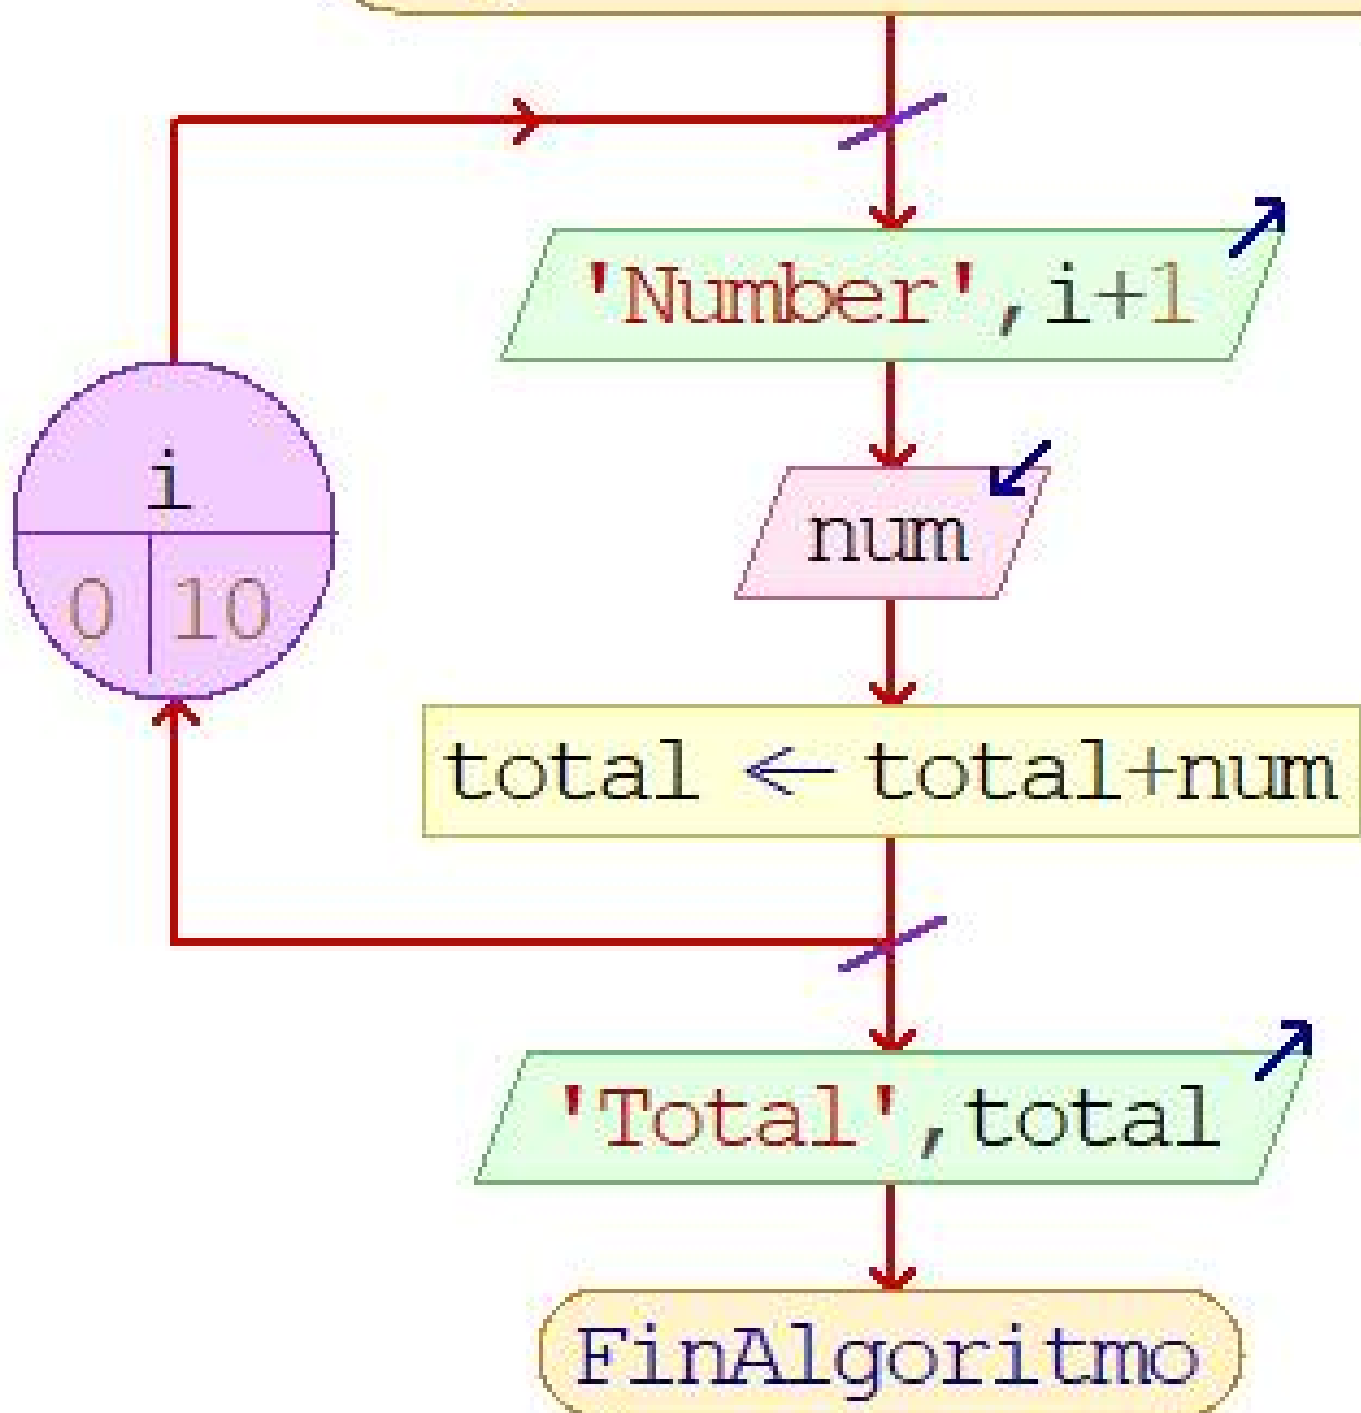 'Number',i+1
i
0 10
num
total ← total+num
'Total',total
FinAlgoritmo